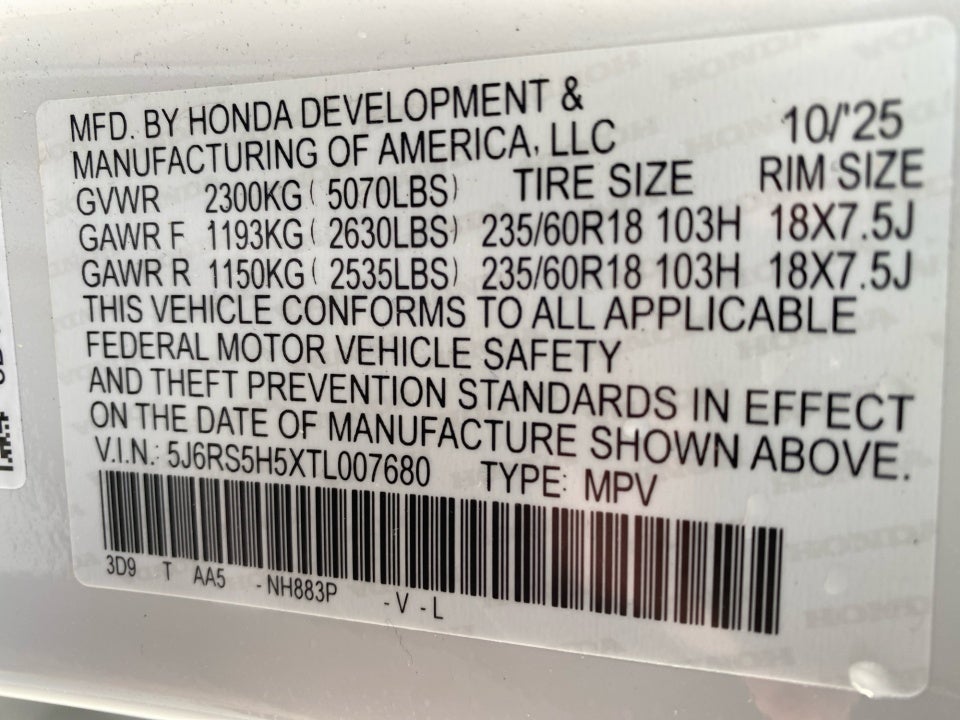 MFD. BY HONDA DEVELOPMENT &
MANUFACTURING OF AMERICA, LLC 10/'25
GVWR 2300KG ( 5070LBS) TIRE SIZE RIM SIZE
GAWR F 1193KG ( 2630LBS) 235/60R18 103H 18X7.5J
GAWR R 1150KG ( 2535LBS) 235/60R18 103H 18X7.5J
THIS VEHICLE CONFORMS TO ALL APPLICABLE
FEDERAL MOTOR VEHICLE SAFETY
AND THEFT PREVENTION STANDARDS IN EFFECT
ON THE DATE OF MANUFACTURE SHOWN ABOVE.
V.I.N.: 5J6RS5H5XTL007680 TYPE: MPV
3D9 T AA5 -NH883P -V -L